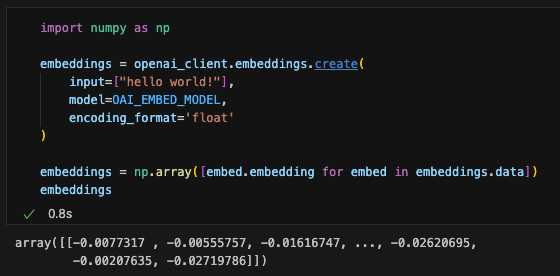 import numpy as np
embeddings = openai_client.embeddings.create(
    input=["hello world!"],
    model=OAI_EMBED_MODEL,
    encoding_format='float'
)
embeddings = np.array([embed.embedding for embed in embeddings.data])
embeddings
✓ 0.8s
array([[-0.0077317 , -0.00555757, -0.01616747, ..., -0.02620695,
        -0.00207635, -0.02719786]])